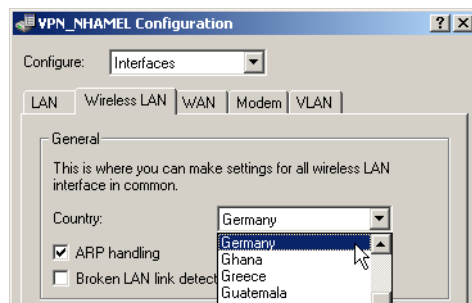 VPN_NHAMEL Configuration
Configure: Interfaces
LAN Wireless LAN WAN Modem VLAN
General
This is where you can make settings for all wireless LAN
interface in common.
Country: Germany
Germany
ARP handling
Ghana
Broken LAN link detect
Greece
Guatemala